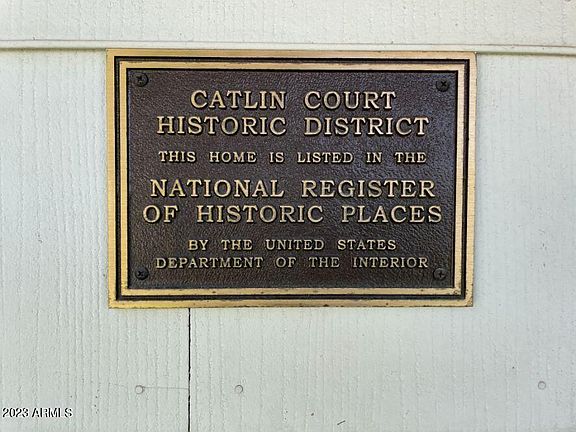 CATLIN COURT
HISTORIC DISTRICT
THIS HOME IS LISTED IN THE
NATIONAL REGISTER
OF HISTORIC PLACES
BY THE UNITED STATES
DEPARTMENT OF THE INTERIOR
2023 ARMLS